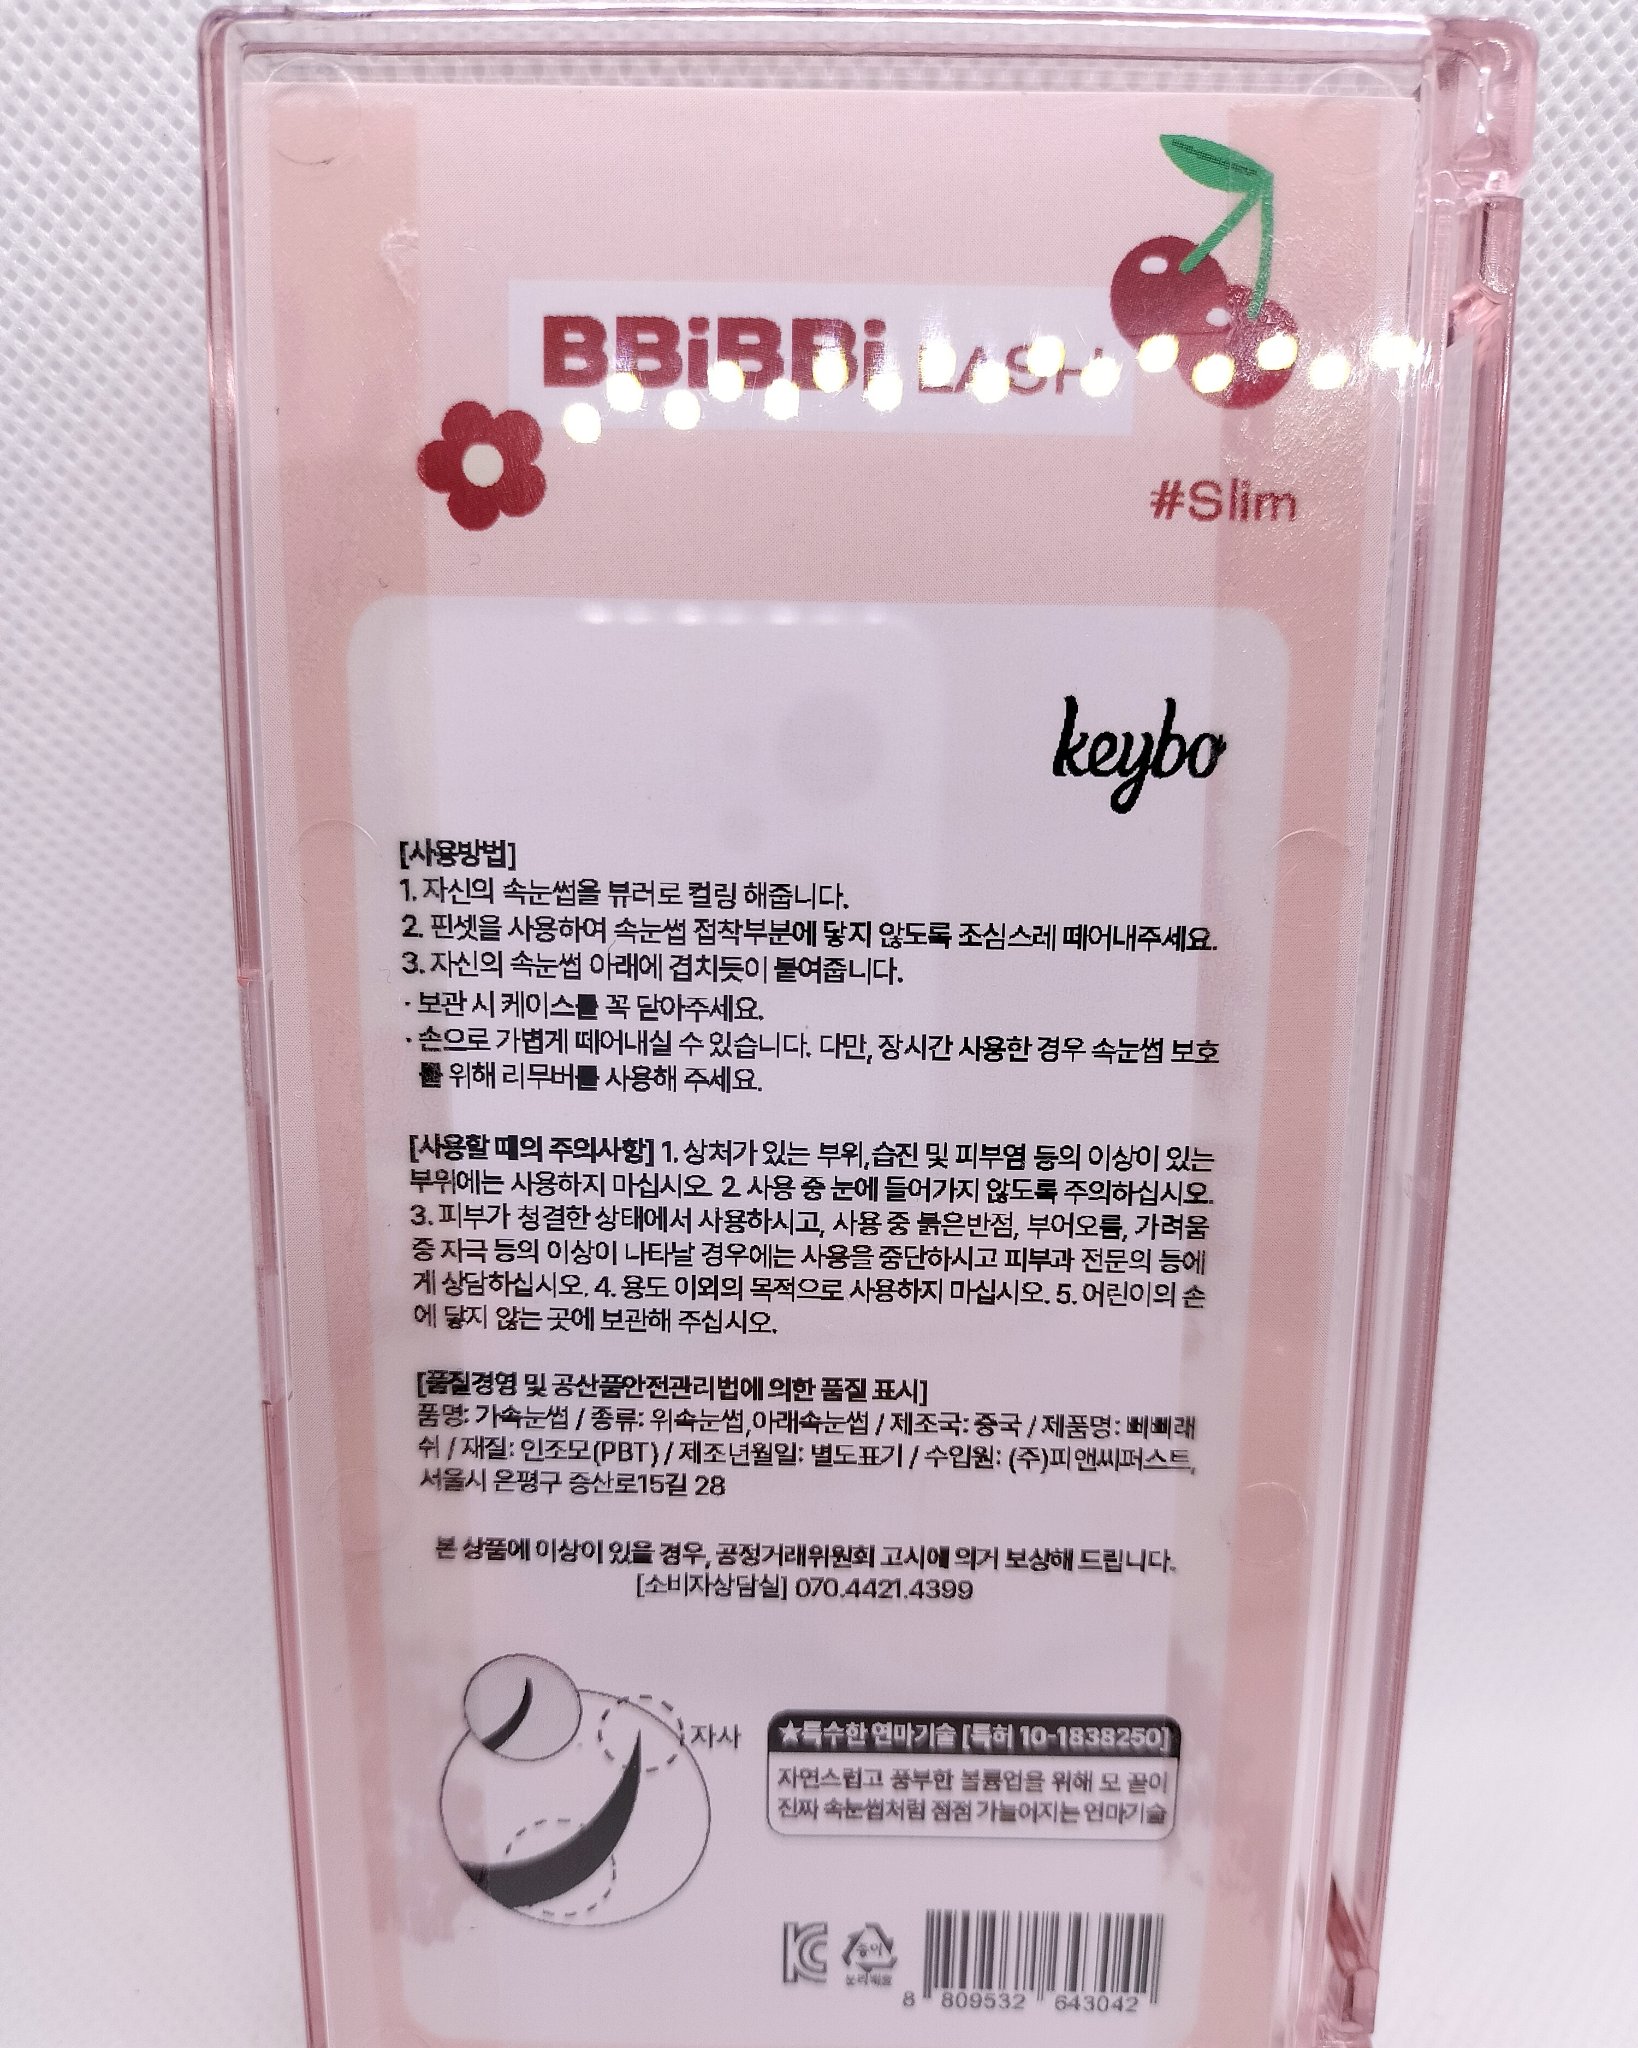 BBiBBi LASH
#Slim
keybo
[사용방법]
1. 자신의 속눈썹을 뷰러로 컬링 해줍니다.
2. 핀셋을 사용하여 속눈썹 접착부분에 닿지 않도록 조심스레 떼어내주세요.
3. 자신의 속눈썹 아래에 겹치듯이 붙여줍니다.
· 보관 시 케이스를 꼭 닫아주세요.
· 손으로 가볍게 떼어내실 수 있습니다. 다만, 장시간 사용한 경우 속눈썹 보호
를 위해 리무버를 사용해 주세요.
[사용할 때의 주의사항] 1. 상처가 있는 부위, 습진 및 피부염 등의 이상이 있는
부위에는 사용하지 마십시오. 2. 사용 중 눈에 들어가지 않도록 주의하십시오.
3. 피부가 청결한 상태에서 사용하시고, 사용 중 붉은반점, 부어오름, 가려움
증 자극 등의 이상이 나타날 경우에는 사용을 중단하시고 피부과 전문의 등에
게 상담하십시오. 4. 용도 이외의 목적으로 사용하지 마십시오. 5. 어린이의 손
에 닿지 않는 곳에 보관해 주십시오.
[품질경영 및 공산품안전관리법에 의한 품질 표시]
품명: 가속눈썹 / 종류: 위속눈썹,아래속눈썹 / 제조국: 중국 / 제품명: 삐삐래
쉬 / 재질: 인조모(PBT) / 제조년월일: 별도표기 / 수입원: (주)피앤씨퍼스트,
서울시 은평구 증산로15길 28
본 상품에 이상이 있을 경우, 공정거래위원회 고시에 의거 보상해 드립니다.
[소비자상담실] 070.4421.4399
자사
★특수한 연마기술 [특허 10-1838250]
자연스럽고 풍부한 볼륨업을 위해 모 끝이
진짜 속눈썹처럼 점점 가늘어지는 연마기술
KC
종이
8 809532 643042